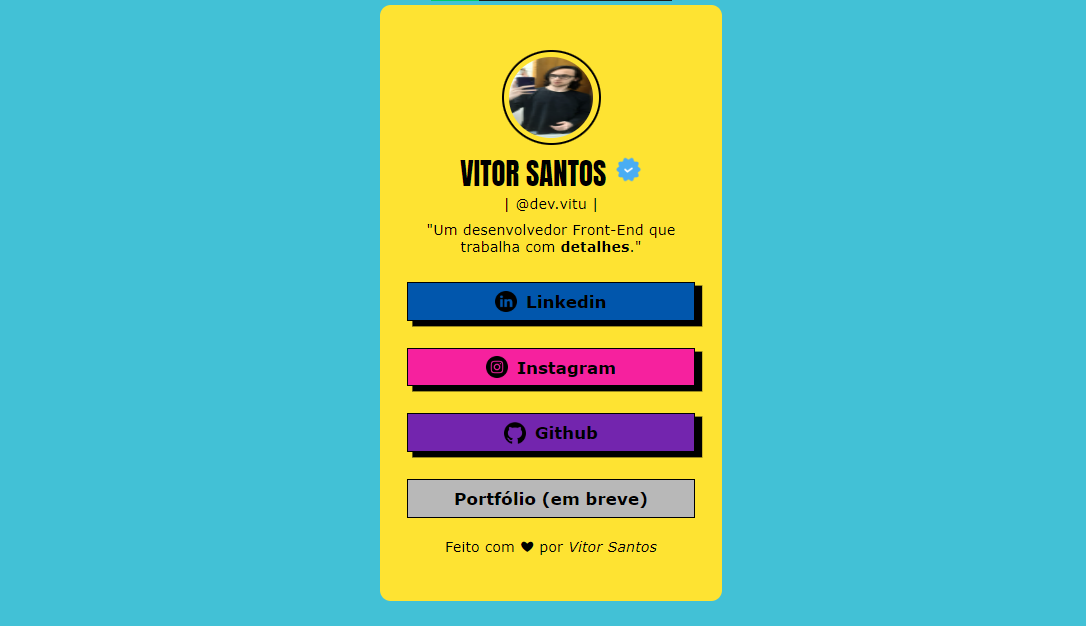 VITOR SANTOS
| @dev.vitu |
"Um desenvolvedor Front-End que
trabalha com detalhes."
Linkedin
Instagram
Github
Portfólio (em breve)
Feito com ❤ por Vitor Santos